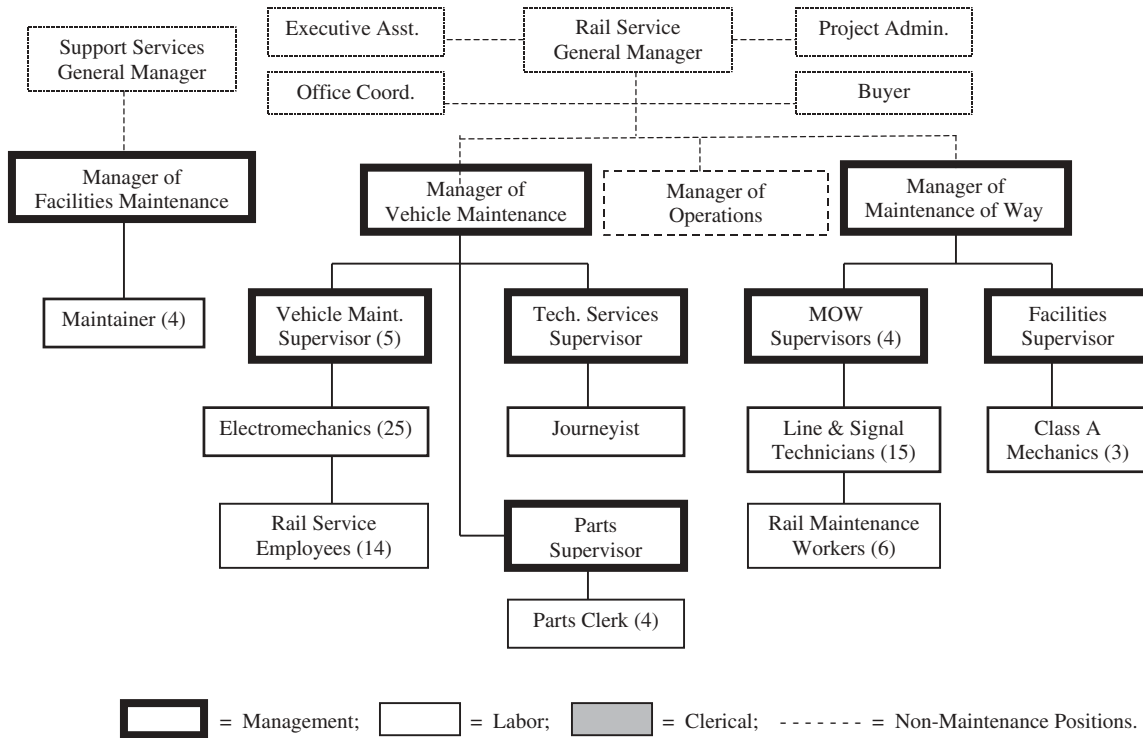 Executive Asst.
Rail Service
General Manager
Project Admin.
Support Services
General Manager
Office Coord.
Buyer
Manager of
Facilities Maintenance
Manager of
Vehicle Maintenance
Manager of
Operations
Manager of
Maintenance of Way
Maintainer (4)
Vehicle Maint.
Supervisor (5)
Tech. Services
Supervisor
MOW
Supervisors (4)
Facilities
Supervisor
Electromechanics (25)
Journeyist
Line & Signal
Technicians (15)
Class A
Mechanics (3)
Rail Service
Employees (14)
Parts
Supervisor
Rail Maintenance
Workers (6)
Parts Clerk (4)
= Management; = Labor; = Clerical; - - - - - - - = Non-Maintenance Positions.